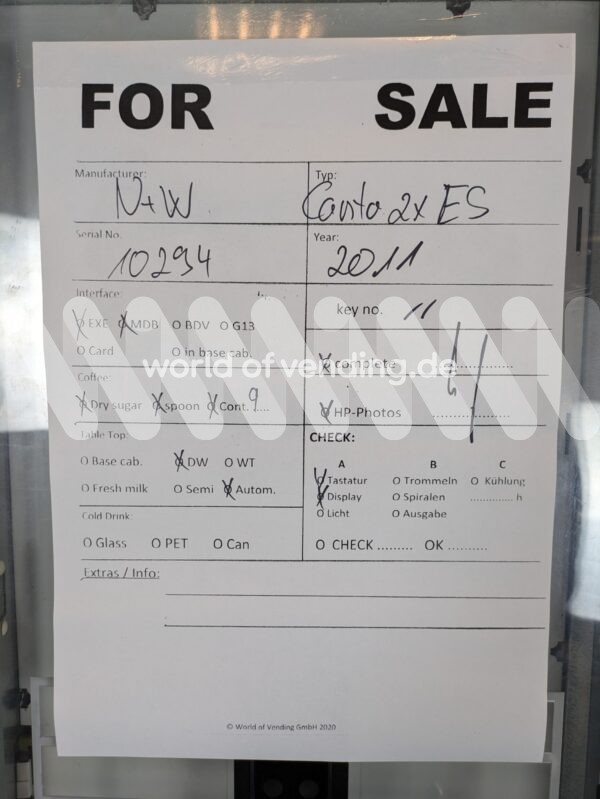 FOR SALE
Manufacturer: N+W Typ: Canto 2x ES
Serial No. 10294 Year: 2011
Interface: key no. 11
X EXE X MDB O BDV O G13
O Card O in base cab. X complete ..............
world of vending.de
Coffee:
X Dry sugar X spoon X Cont. 9 .... X HP-Photos ..................
Table Top: CHECK:
O Base cab. X DW O WT A B C
O Fresh milk O Semi X Autom. X Tastatur O Trommeln O Kühlung
X Display O Spiralen ............. h
O Licht O Ausgabe
Cold Drink:
O Glass O PET O Can O CHECK ......... OK ..........
Extras / Info:
© World of Vending GmbH 2020